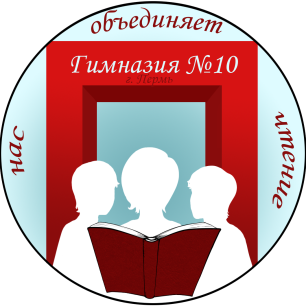 нас
объединяет
чтение
Гимназия №10
г. Пермь